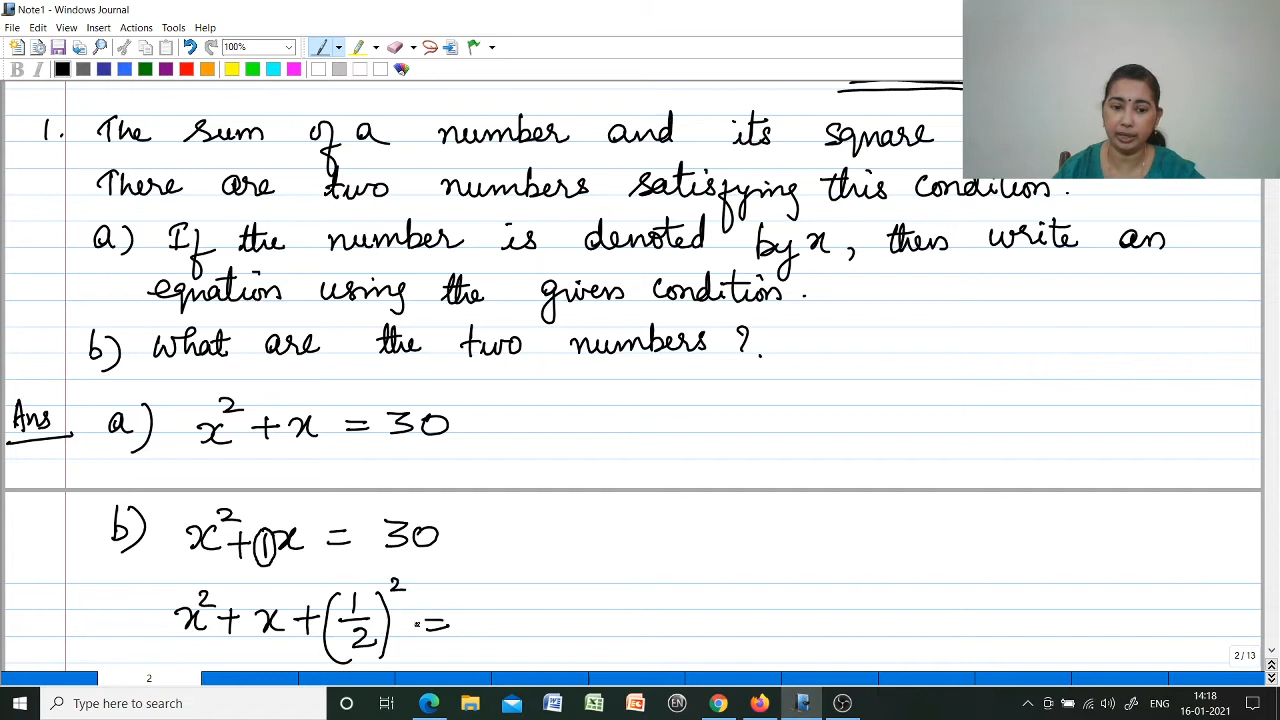 Note1 - Windows Journal
File Edit View Insert Actions Tools Help
100%
B I
1. The sum of a number and its square
There are two numbers satisfying this condition.
a) If the number is denoted by x, then write an
equation using the given condition.
b) What are the two numbers ?.
Ans a) x² + x = 30
b) x² + 1x = 30
x² + x + (1/2)² =
2 / 13
2
Type here to search
EN
ENG
14:18
16-01-2021